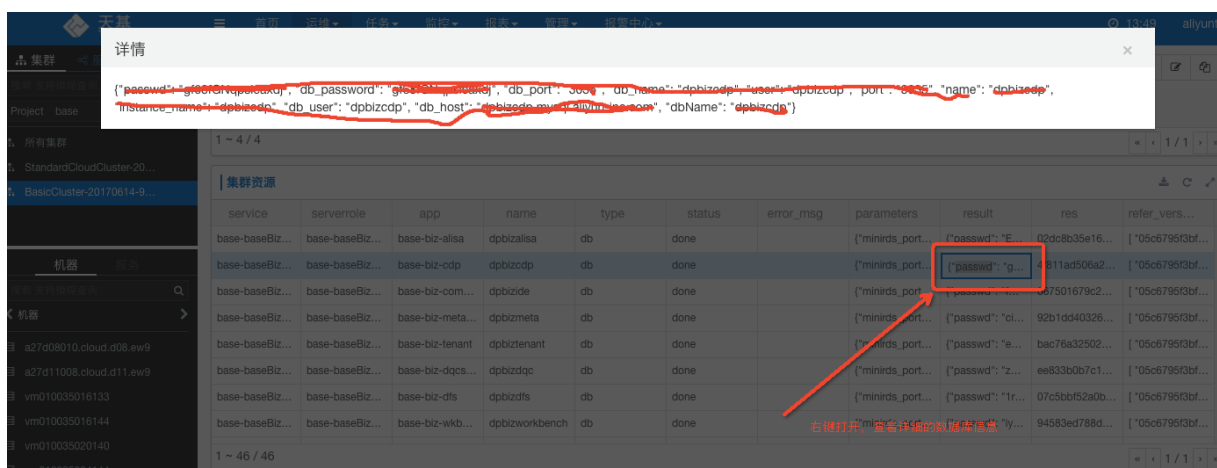 天基
首页 运维 任务 监控 报表 管理 报警中心 13:49 aliyunt
集群
详情
×
{"passwd": " "db_password": " "db_port": " "db_name": "dpbizcdp", "user": "dpbizcdp", "port": " "name": "dpbizcdp",
"instance_name": "dpbizcdp", "db_user": "dpbizcdp", "db_host": " "dbName": "dpbizcdp"}
Project base
所有集群
StandardCloudCluster-20...
BasicCluster-20170614-9...
1 ~ 4 / 4
« ‹ 1 / 1 ›
集群资源
service serverrole app name type status error_msg parameters result res refer_vers...
base-baseBiz... base-baseBiz... base-biz-alisa dpbizalisa db done {"minirds_port... {"passwd": "E... 02dc8b35e16... [ "05c6795f3bf...
base-baseBiz... base-baseBiz... base-biz-cdp dpbizcdp db done {"minirds_port... {"passwd": "g... 811ad506a2... [ "05c6795f3bf...
base-baseBiz... base-baseBiz... base-biz-com... dpbizide db done {"minirds_port... {"passwd": 067501679c2... [ "05c6795f3bf...
base-baseBiz... base-baseBiz... base-biz-meta... dpbizmeta db done {"minirds_port... {"passwd": "ci... 92b1dd40326... [ "05c6795f3bf...
base-baseBiz... base-baseBiz... base-biz-tenant dpbiztenant db done {"minirds_port... {"passwd": "e... bac76a32502... [ "05c6795f3bf...
base-baseBiz... base-baseBiz... base-biz-dqcs... dpbizdqc db done {"minirds_port... {"passwd": "z... ee833b0b7c1... [ "05c6795f3bf...
base-baseBiz... base-baseBiz... base-biz-dfs dpbizdfs db done {"minirds_port... {"passwd": "1r... 07c5bbf52a0b... [ "05c6795f3bf...
base-baseBiz... base-baseBiz... base-biz-wkb... dpbizworkbench db done "iy... 94583ed788d... [ "05c6795f3bf...
右键打开，查看详细的数据库信息
1 ~ 46 / 46
« ‹ 1 / 1 ›
机器 服务
机器
a27d08010.cloud.d08.ew9
a27d11008.cloud.d11.ew9
vm010035016133
vm010035016144
vm010035020140